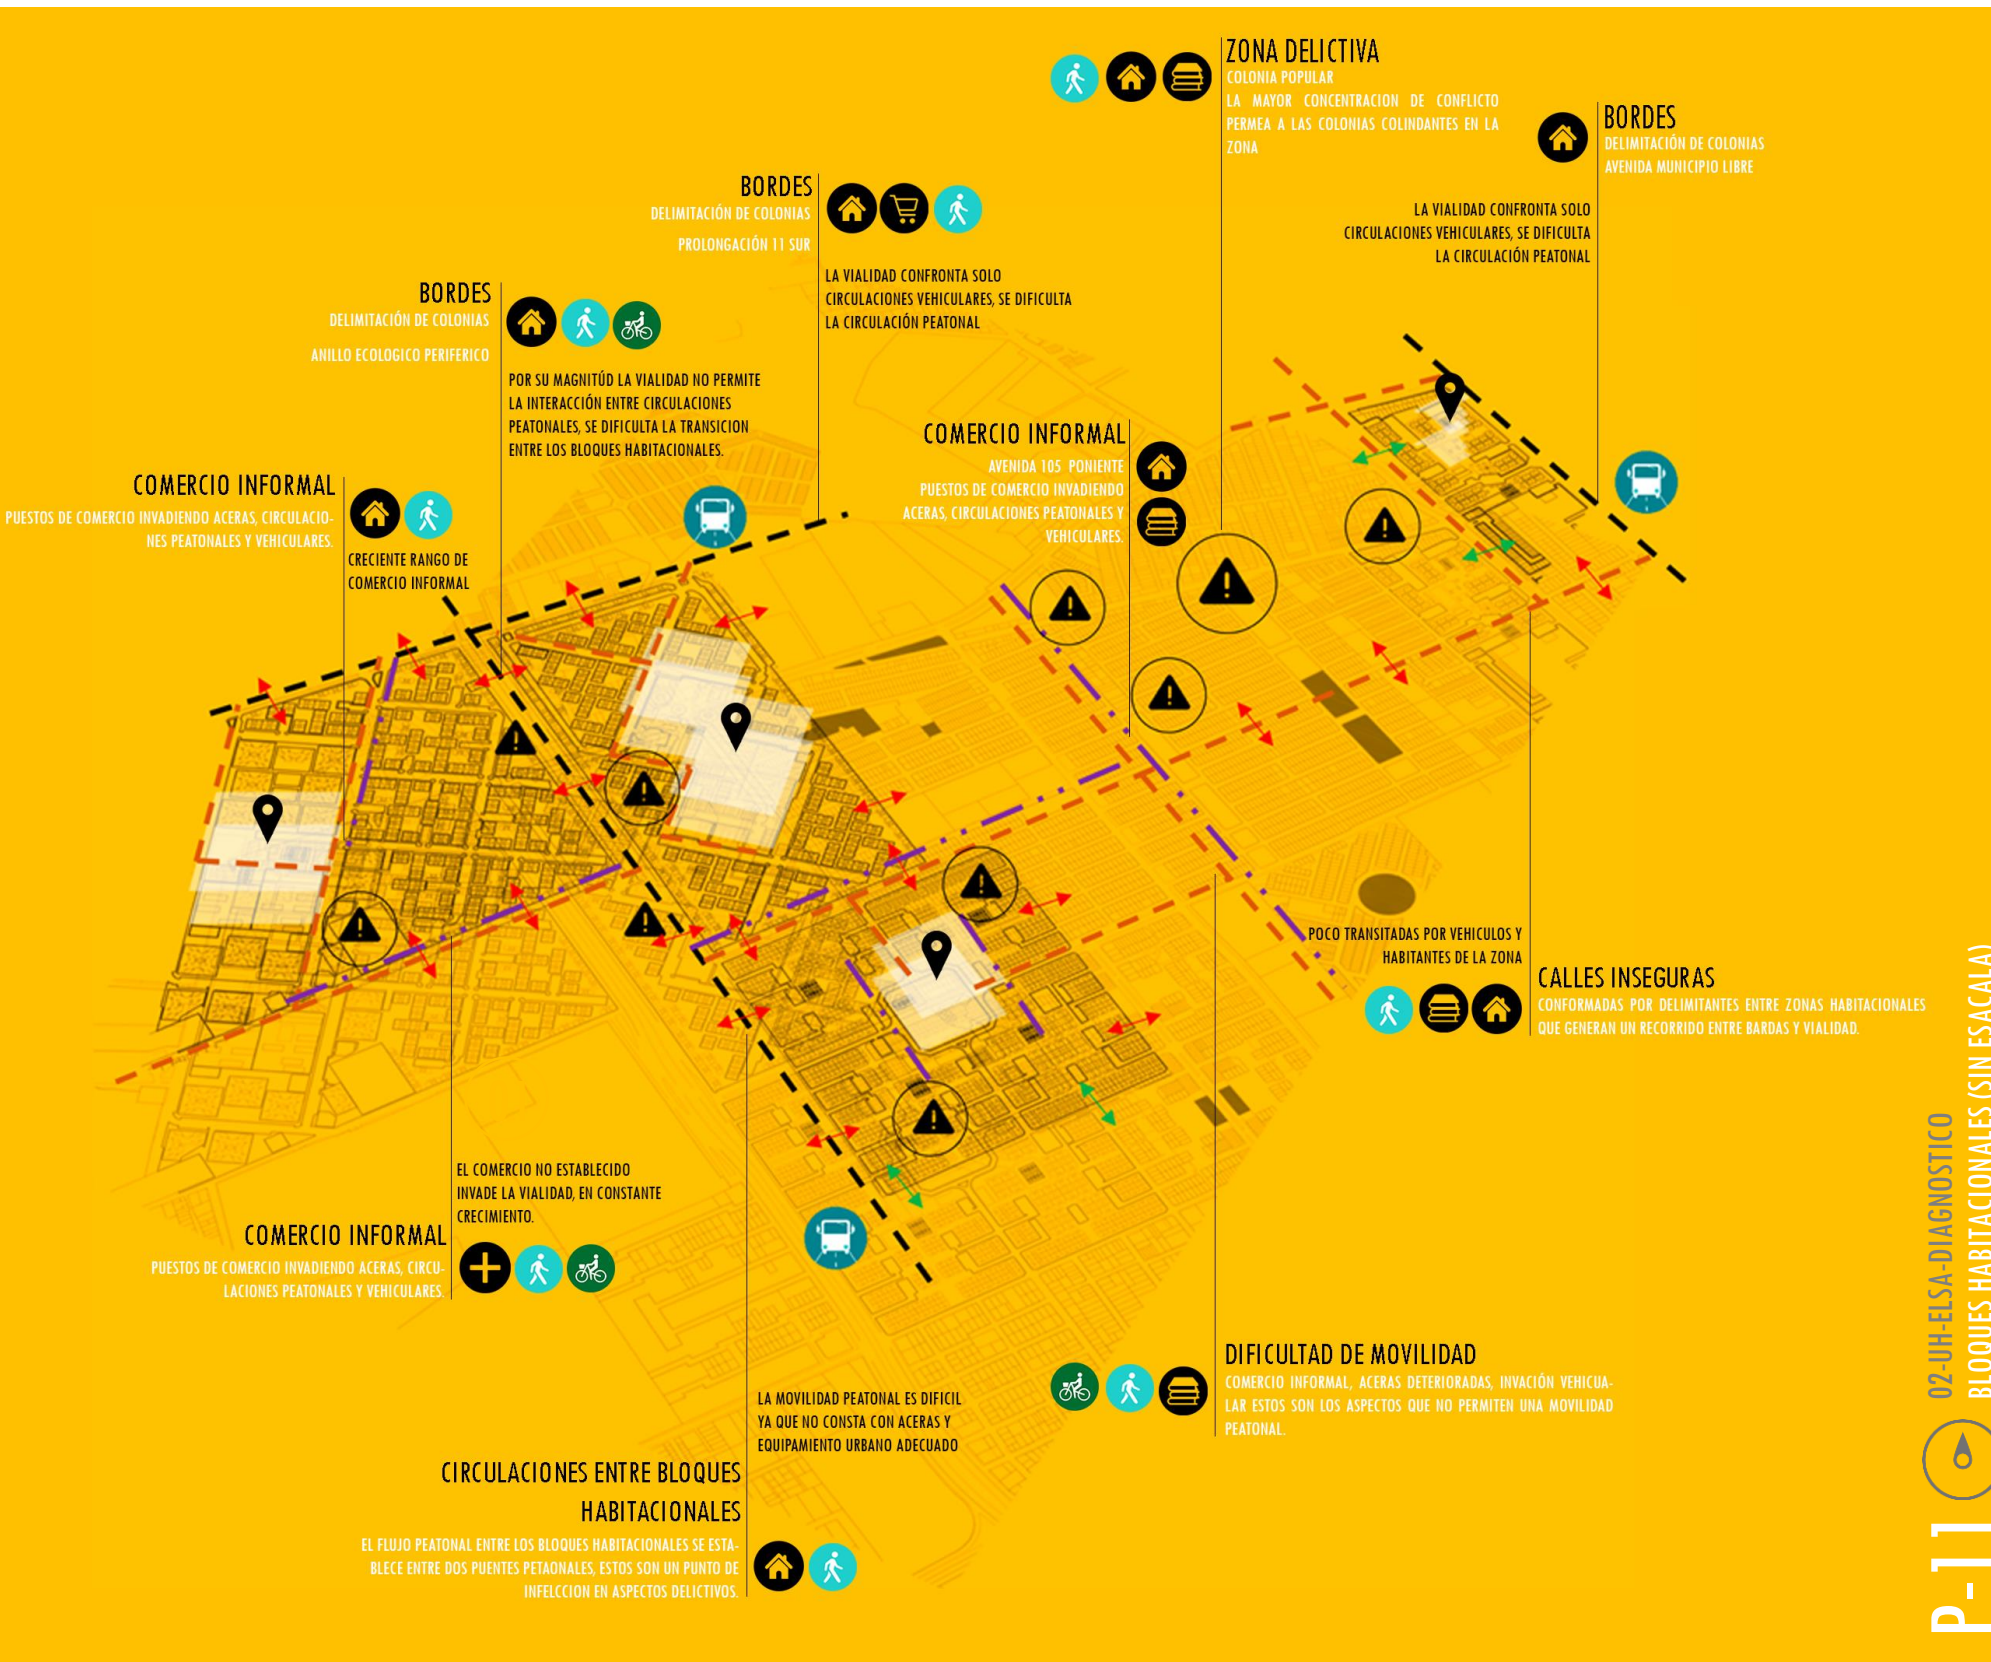 ZONA DELICTIVA
COLONIA POPULAR
LA MAYOR CONCENTRACION DE CONFLICTO
PERMEA A LAS COLONIAS COLINDANTES EN LA
ZONA
BORDES
DELIMITACIÓN DE COLONIAS
AVENIDA MUNICIPIO LIBRE
LA VIALIDAD CONFRONTA SOLO
CIRCULACIONES VEHICULARES, SE DIFICULTA
LA CIRCULACIÓN PEATONAL
BORDES
DELIMITACIÓN DE COLONIAS
PROLONGACIÓN 11 SUR
LA VIALIDAD CONFRONTA SOLO
CIRCULACIONES VEHICULARES, SE DIFICULTA
LA CIRCULACIÓN PEATONAL
BORDES
DELIMITACIÓN DE COLONIAS
ANILLO ECOLOGICO PERIFERICO
POR SU MAGNITÚD LA VIALIDAD NO PERMITE
LA INTERACCIÓN ENTRE CIRCULACIONES
PEATONALES, SE DIFICULTA LA TRANSICION
ENTRE LOS BLOQUES HABITACIONALES.
COMERCIO INFORMAL
AVENIDA 105 PONIENTE
PUESTOS DE COMERCIO INVADIENDO
ACERAS, CIRCULACIONES PEATONALES Y
VEHICULARES.
COMERCIO INFORMAL
PUESTOS DE COMERCIO INVADIENDO ACERAS, CIRCULACIO-
NES PEATONALES Y VEHICULARES.
CRECIENTE RANGO DE
COMERCIO INFORMAL
POCO TRANSITADAS POR VEHICULOS Y
HABITANTES DE LA ZONA
CALLES INSEGURAS
CONFORMADAS POR DELIMITANTES ENTRE ZONAS HABITACIONALES
QUE GENERAN UN RECORRIDO ENTRE BARDAS Y VIALIDAD.
EL COMERCIO NO ESTABLECIDO
INVADE LA VIALIDAD, EN CONSTANTE
CRECIMIENTO.
COMERCIO INFORMAL
PUESTOS DE COMERCIO INVADIENDO ACERAS, CIRCU-
LACIONES PEATONALES Y VEHICULARES.
DIFICULTAD DE MOVILIDAD
COMERCIO INFORMAL, ACERAS DETERIORADAS, INVACIÓN VEHICUA-
LAR ESTOS SON LOS ASPECTOS QUE NO PERMITEN UNA MOVILIDAD
PEATONAL.
LA MOVILIDAD PEATONAL ES DIFICIL
YA QUE NO CONSTA CON ACERAS Y
EQUIPAMIENTO URBANO ADECUADO
CIRCULACIONES ENTRE BLOQUES
HABITACIONALES
EL FLUJO PEATONAL ENTRE LOS BLOQUES HABITACIONALES SE ESTA-
BLECE ENTRE DOS PUENTES PETAONALES, ESTOS SON UN PUNTO DE
INFELCCION EN ASPECTOS DELICTIVOS.
02-UH-ELSA-DIAGNOSTICO
BLOQUES HABITACIONALES (SIN ESACALA)
P-11